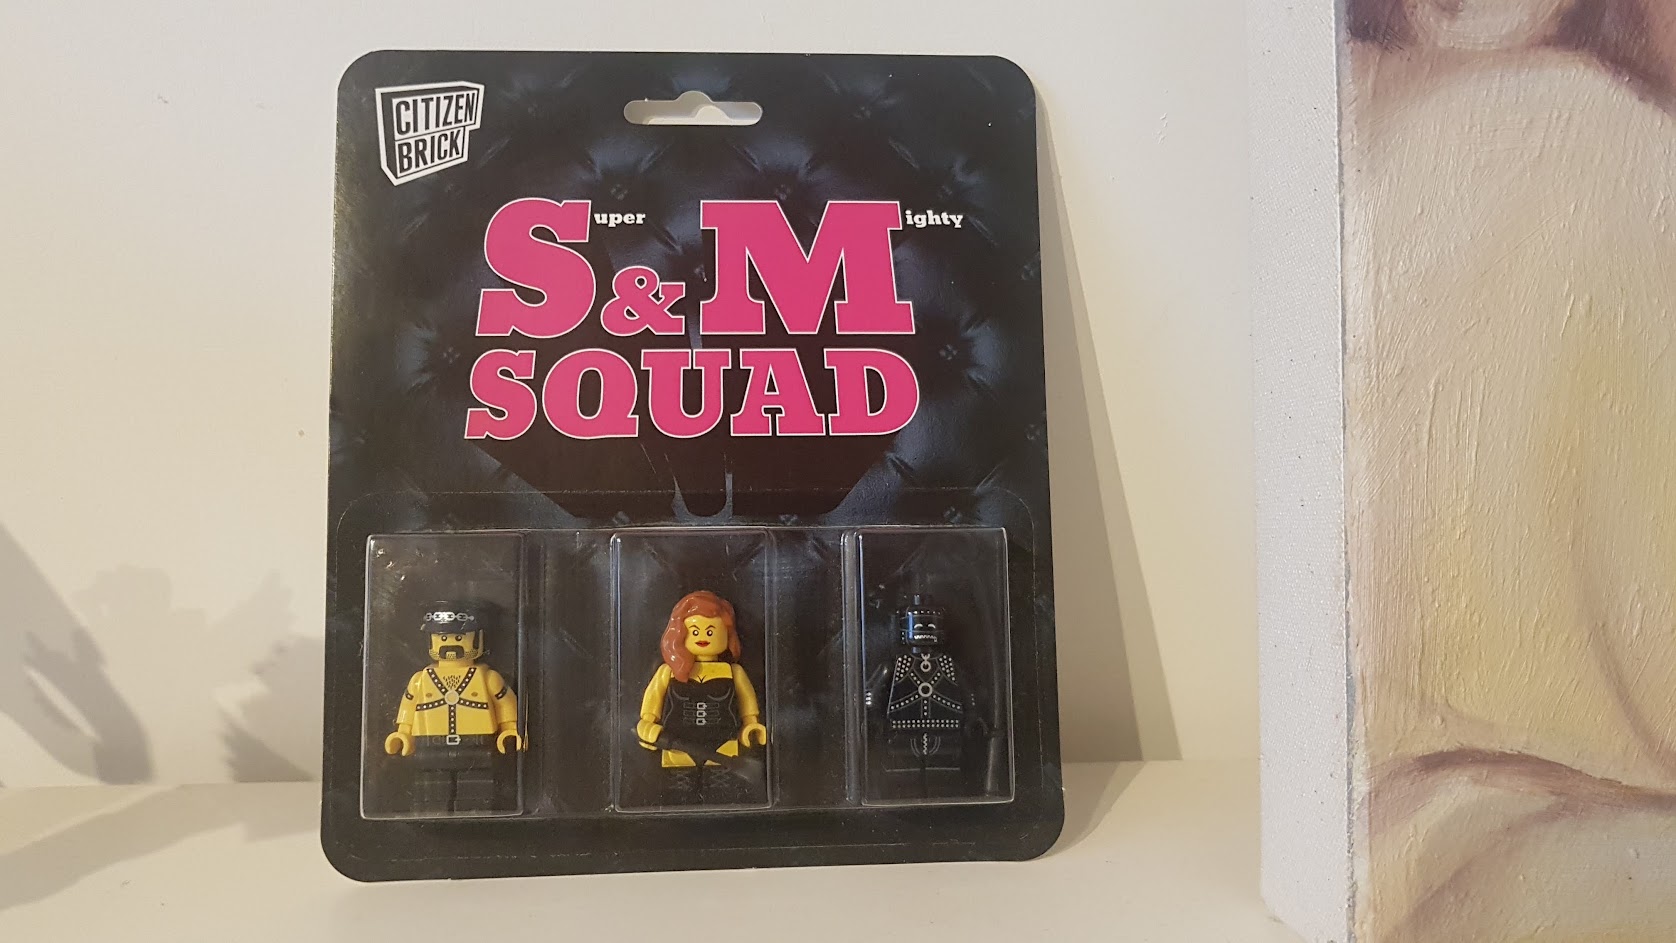 CITIZEN
BRICK
Super Mighty
S&M
SQUAD